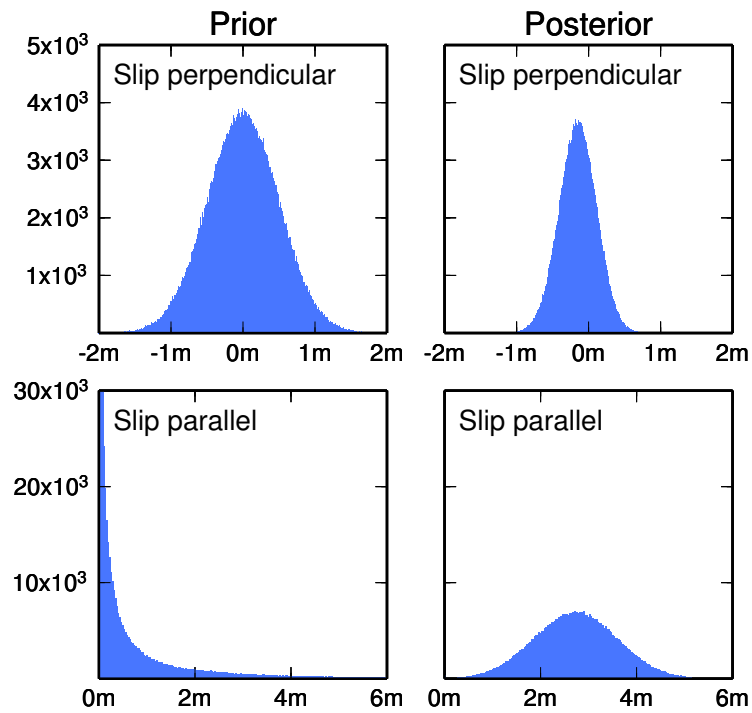 Prior Posterior
5x10³
Slip perpendicular Slip perpendicular
4x10³
3x10³
2x10³
1x10³
-2m -1m 0m 1m 2m -2m -1m 0m 1m 2m
30x10³
Slip parallel Slip parallel
20x10³
10x10³
0m 2m 4m 6m 0m 2m 4m 6m